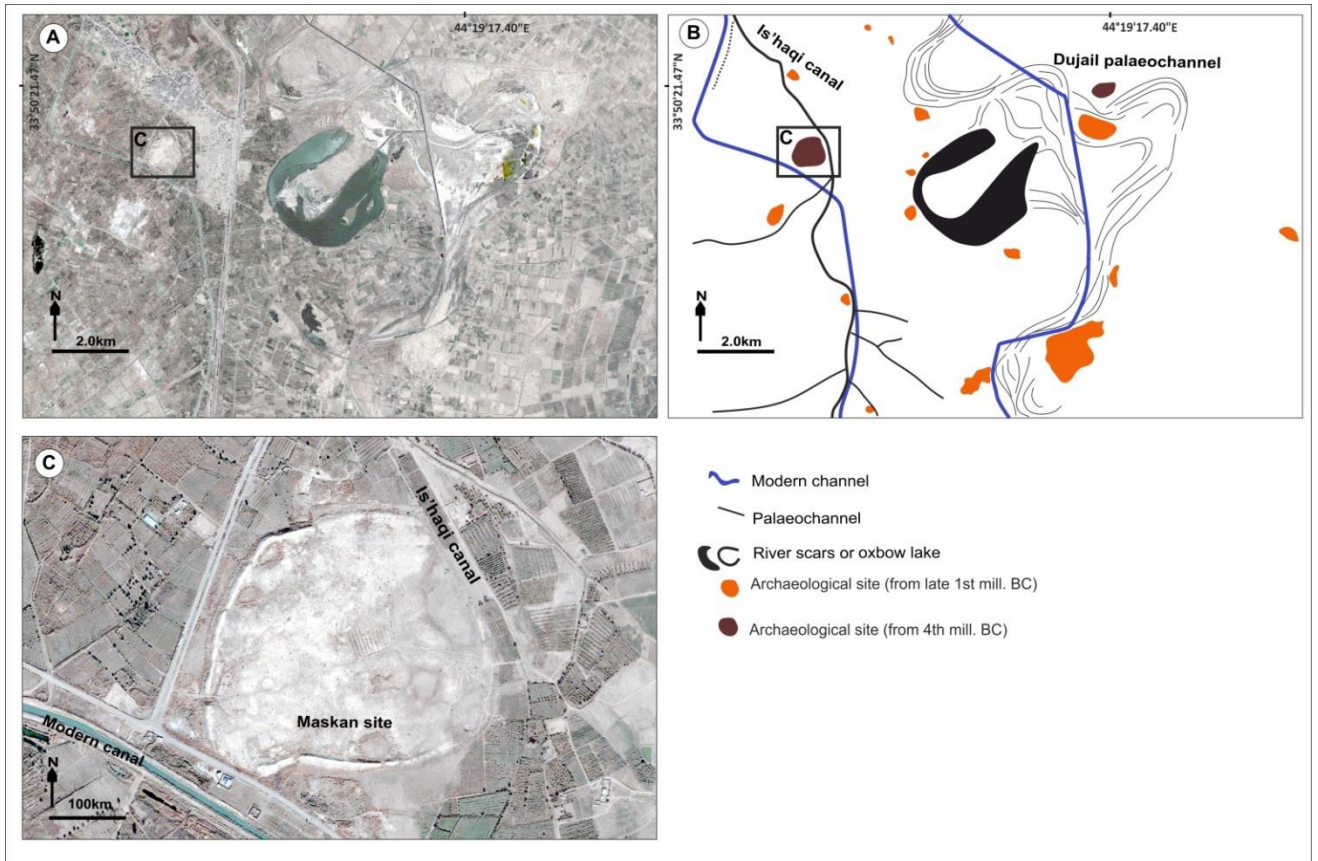 A
44°19'17.40"E
33°50'21.47"N
C
N
2.0km
B
44°19'17.40"E
33°50'21.47"N
Is'haqi canal
Dujail palaeochannel
C
N
2.0km
C
Is'haqi canal
Maskan site
Modern canal
N
100km
Modern channel
Palaeochannel
River scars or oxbow lake
Archaeological site (from late 1st mill. BC)
Archaeological site (from 4th mill. BC)